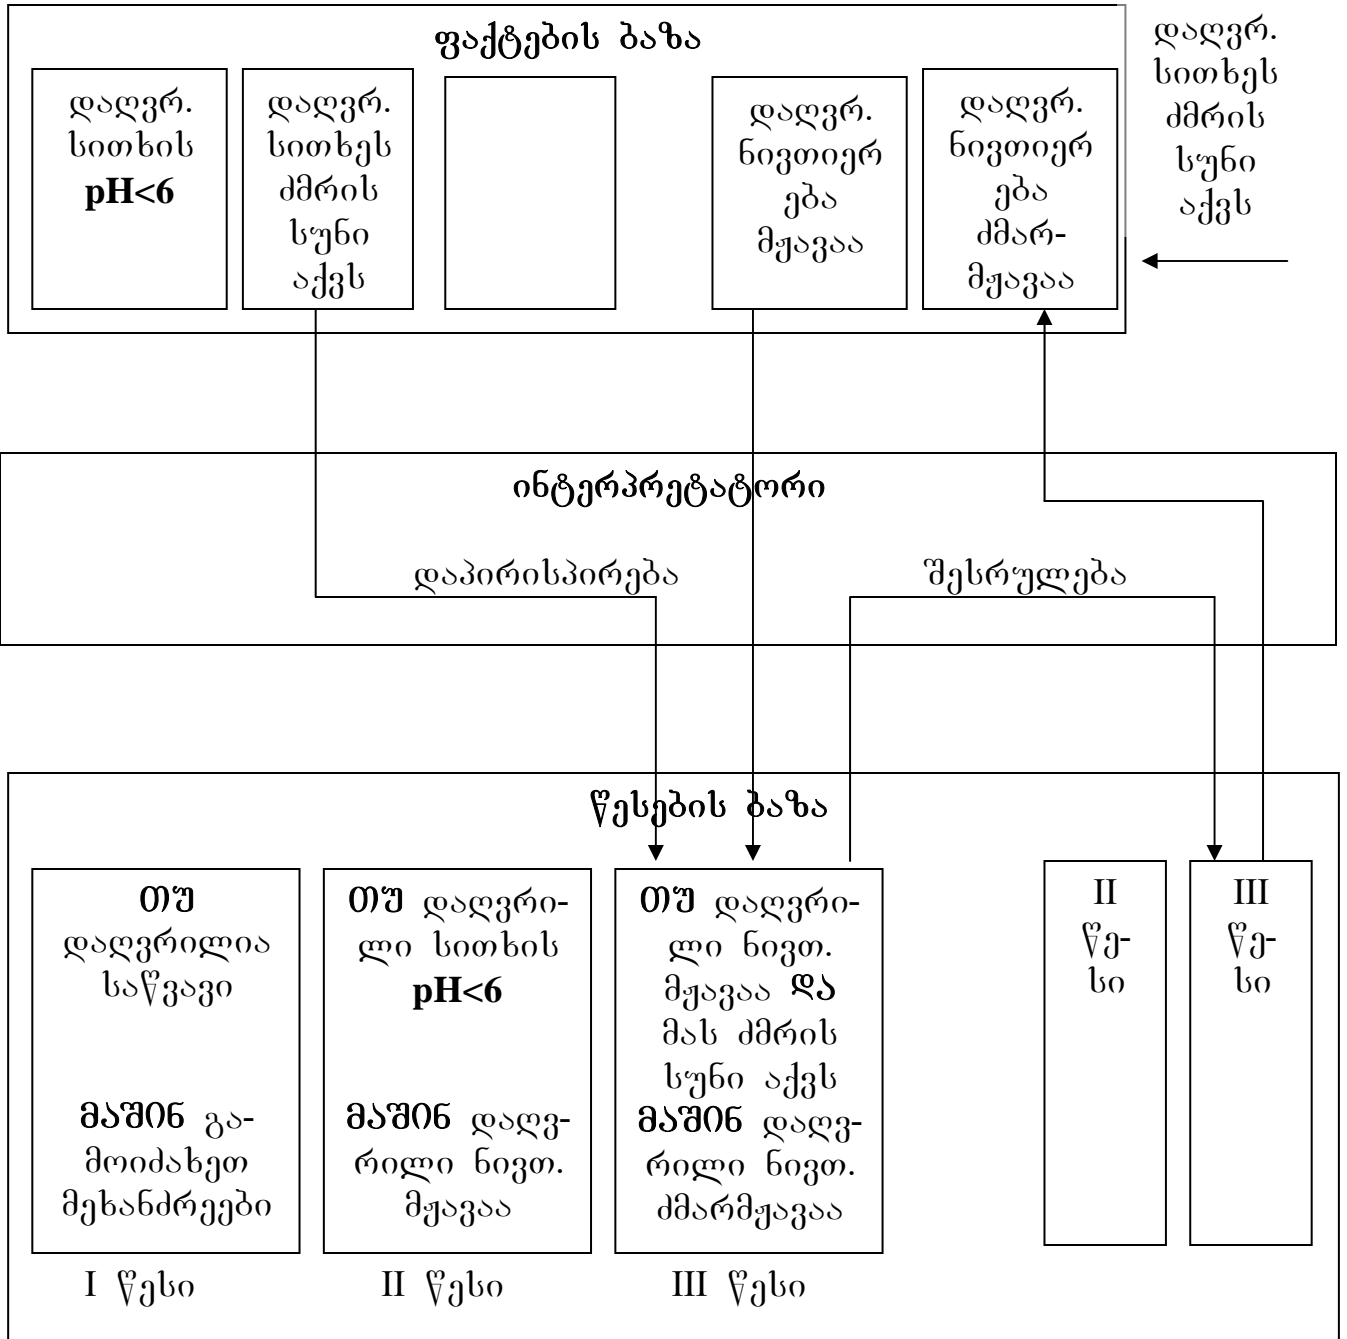 ფაქტების ბაზა
დაღვრ.
სითხის
pH<6
დაღვრ.
სითხეს
ძმრის
სუნი
აქვს
დაღვრ.
ნივთიერ
ება
მჟავაა
დაღვრ.
ნივთიერ
ება
ძმარ-
მჟავაა
დაღვრ.
სითხეს
ძმრის
სუნი
აქვს
ინტერპრეტატორი
დაპირისპირება
შესრულება
წესების ბაზა
თუ
დაღვრილია
საწვავი
მაშინ გა-
მოიძახეთ
მეხანძრეები
I წესი
თუ დაღვრი-
ლი სითხის
pH<6
მაშინ დაღვ-
რილი ნივთ.
მჟავაა
II წესი
თუ დაღვრი-
ლი ნივთ.
მჟავაა და
მას ძმრის
სუნი აქვს
მაშინ დაღვ-
რილი ნივთ.
ძმარმჟავაა
III წესი
II
წე-
სი
III
წე-
სი